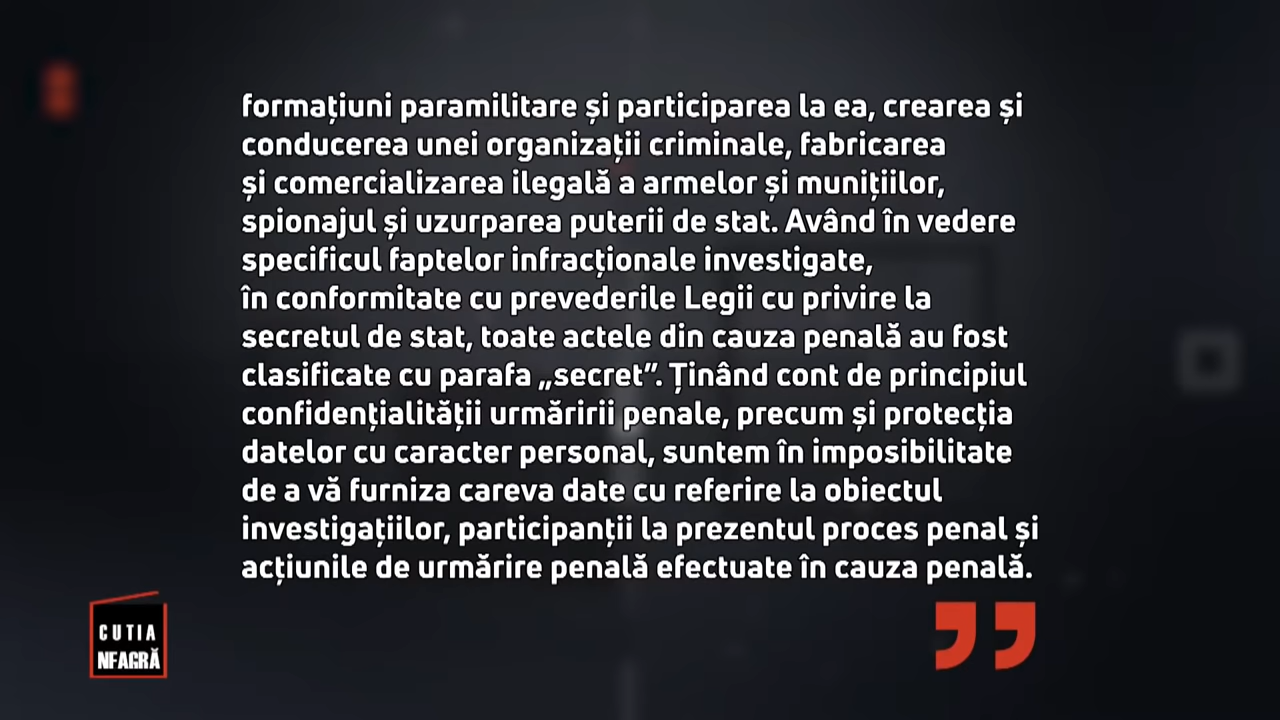 formațiuni paramilitare și participarea la ea, crearea și
conducerea unei organizații criminale, fabricarea
și comercializarea ilegală a armelor și munițiilor,
spionajul și uzurparea puterii de stat. Având în vedere
specificul faptelor infracționale investigate,
în conformitate cu prevederile Legii cu privire la
secretul de stat, toate actele din cauza penală au fost
clasificate cu parafa „secret”. Ținând cont de principiul
confidențialității urmăririi penale, precum și protecția
datelor cu caracter personal, suntem în imposibilitate
de a vă furniza careva date cu referire la obiectul
investigațiilor, participanții la prezentul proces penal și
acțiunile de urmărire penală efectuate în cauza penală.
”
CUTIA
NEAGRĂ